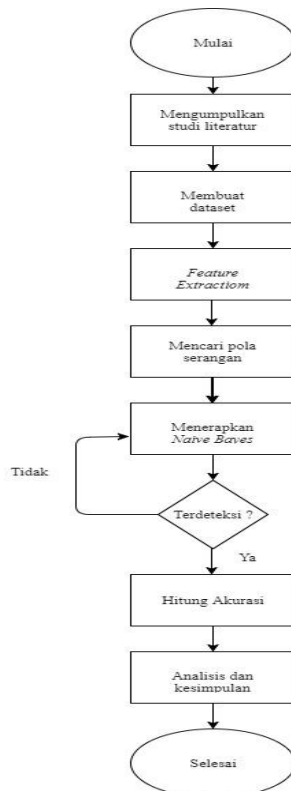 Mulai
Mengumpulkan
studi literatur
Membuat
dataset
Feature
Extractiom
Mencari pola
serangan
Menerapkan
Naive Bayes
Tidak
Terdeteksi ?
Ya
Hitung Akurasi
Analisis dan
kesimpulan
Selesai